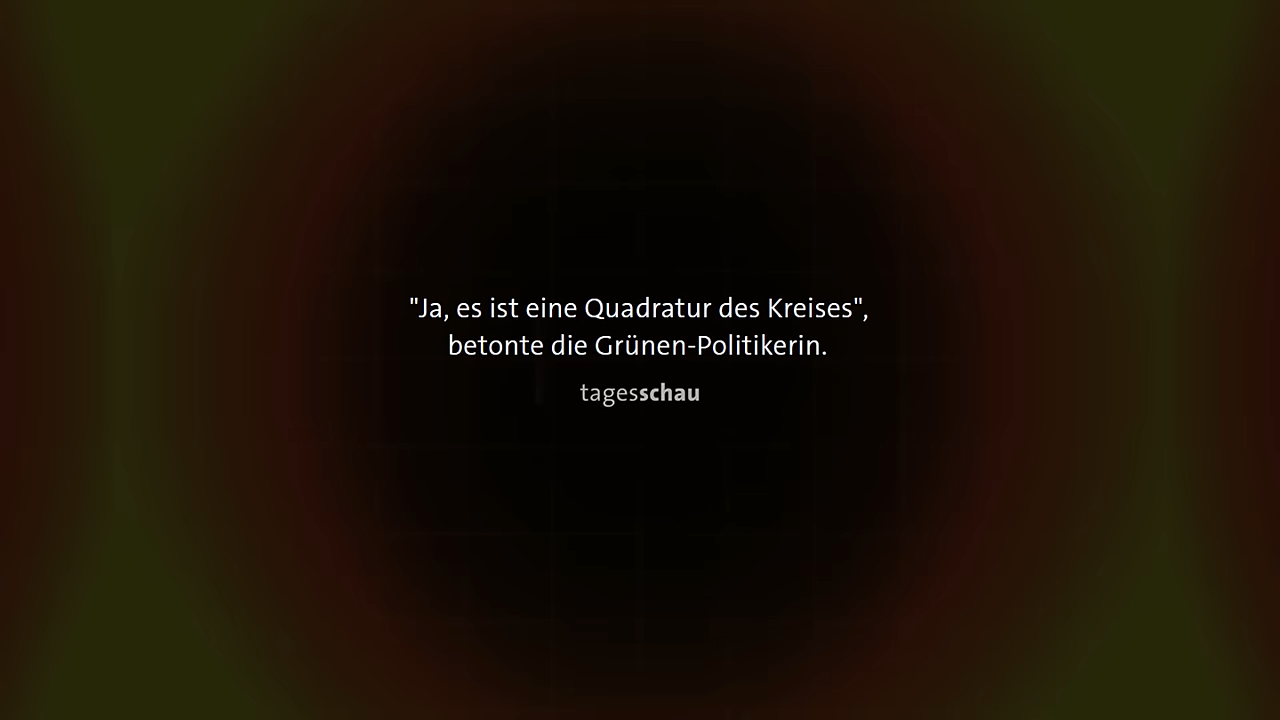 "Ja, es ist eine Quadratur des Kreises",
betonte die Grünen-Politikerin.
tagesschau